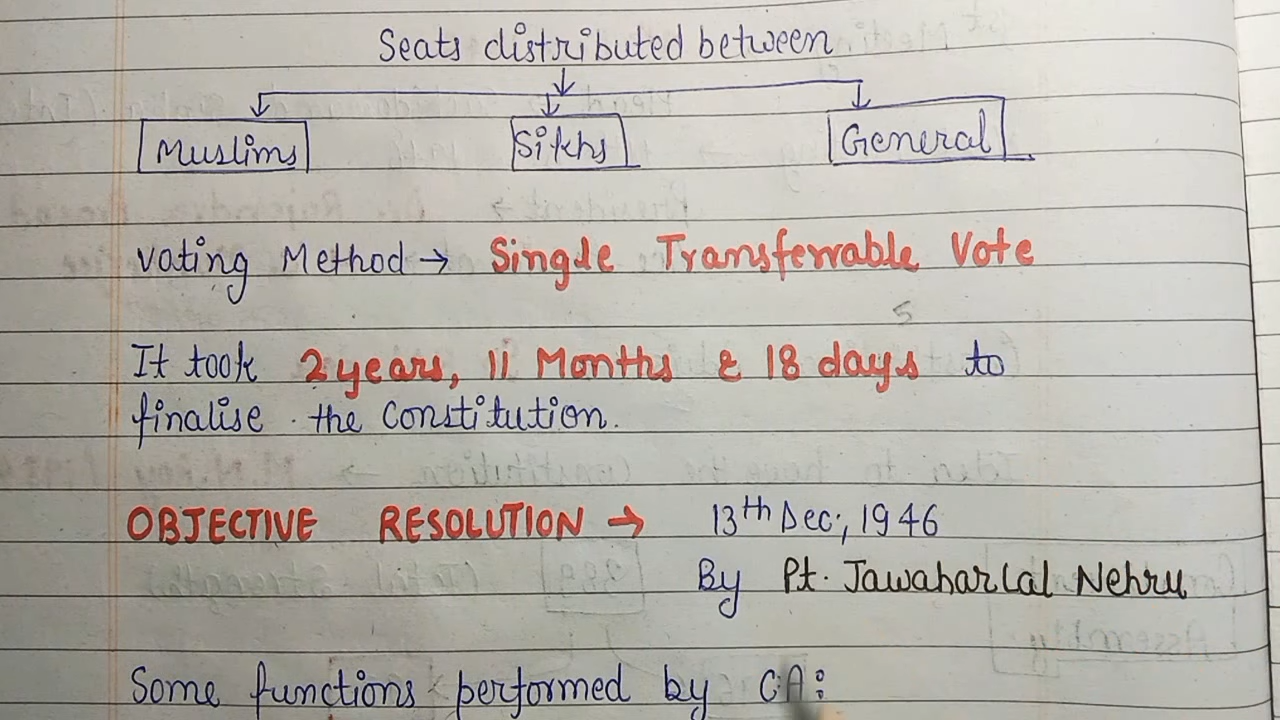 Seats distributed between
Muslims Sikhs General
Voting Method → Single Transferrable Vote
5
It took 2 years, 11 Months & 18 days to
finalise the Constitution.
OBJECTIVE RESOLUTION → 13th Dec., 1946
By Pt. Jawaharlal Nehru
Some functions performed by CA: